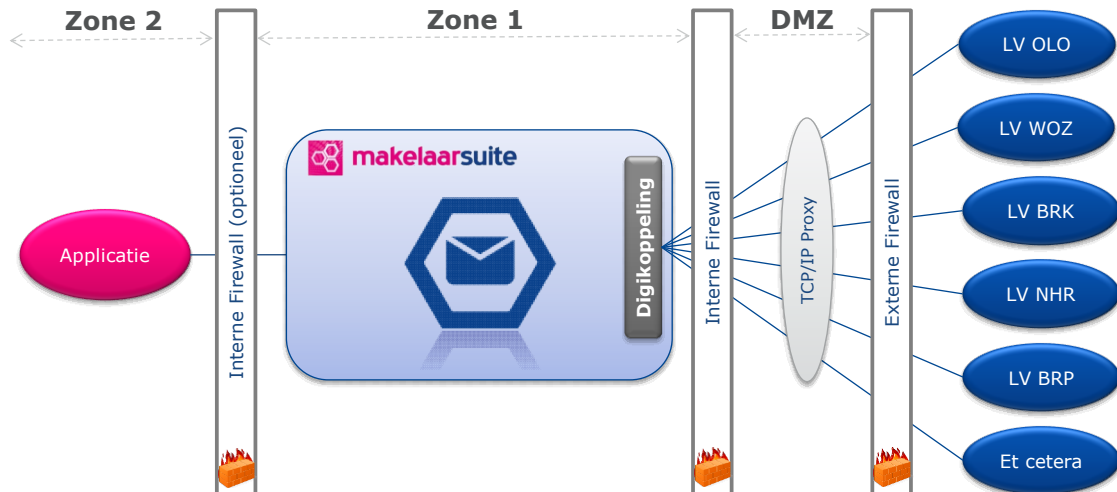 Zone 2
Zone 1
DMZ
Applicatie
Interne Firewall (optioneel)
makelaarsuite
Digikoppeling
Interne Firewall
TCP/IP Proxy
Externe Firewall
LV OLO
LV WOZ
LV BRK
LV NHR
LV BRP
Et cetera